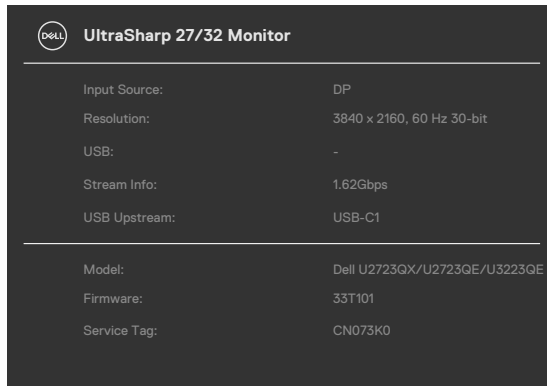 DELL UltraSharp 27/32 Monitor
Input Source: DP
Resolution: 3840 x 2160, 60 Hz 30-bit
USB: -
Stream Info: 1.62Gbps
USB Upstream: USB-C1
Model: Dell U2723QX/U2723QE/U3223QE
Firmware: 33T101
Service Tag: CN073K0